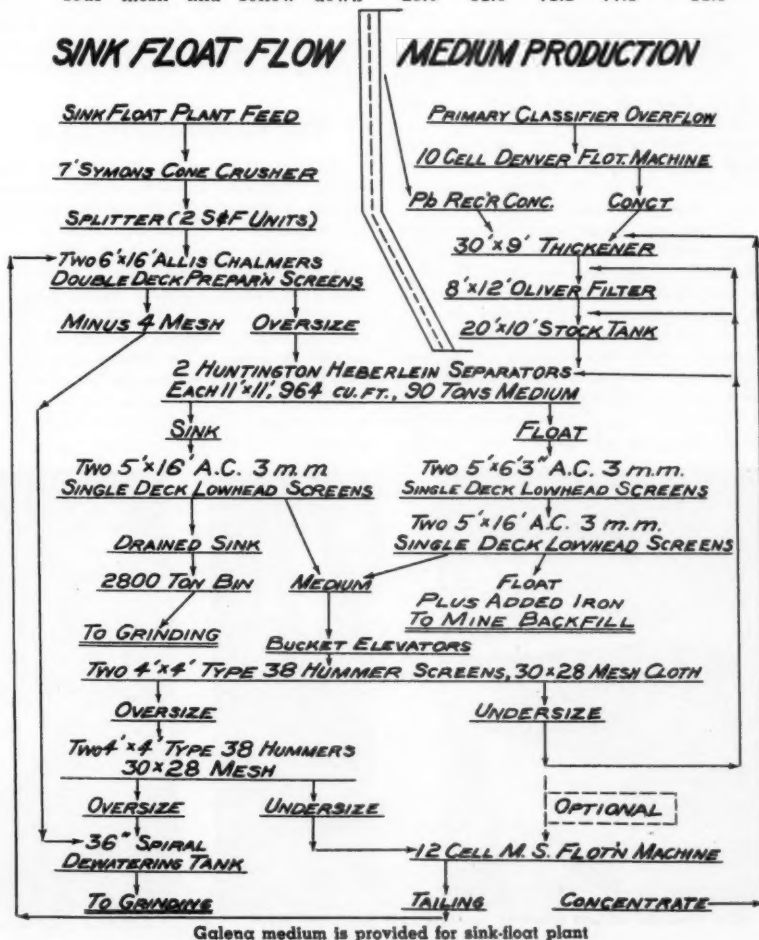 SINK FLOAT FLOW
MEDIUM PRODUCTION
SINK FLOAT PLANT FEED
PRIMARY CLASSIFIER OVERFLOW
7' SYMONS CONE CRUSHER
10 CELL DENVER FLOT. MACHINE
SPLITTER (2 S&F UNITS)
Pb REC'R CONC.
CONCT
TWO 6'x16' ALLIS CHALMERS
DOUBLE DECK PREPAR'N SCREENS
30'x9' THICKENER
8'x12' OLIVER FILTER
MINUS 4 MESH
OVERSIZE
20'x10' STOCK TANK
2 HUNTINGTON HEBERLEIN SEPARATORS
EACH 11'x11', 964 CU. FT., 90 TONS MEDIUM
SINK
FLOAT
TWO 5'x16' A.C. 3 m.m.
SINGLE DECK LOWHEAD SCREENS
TWO 5'x6'3" A.C. 3 m.m.
SINGLE DECK LOWHEAD SCREENS
TWO 5'x16' A.C. 3 m.m.
SINGLE DECK LOWHEAD SCREENS
DRAINED SINK
2800 TON BIN
MEDIUM
FLOAT
PLUS ADDED IRON
TO MINE BACKFILL
TO GRINDING
BUCKET ELEVATORS
TWO 4'x4' TYPE 38 HUMMER SCREENS, 30x28 MESH CLOTH
OVERSIZE
UNDERSIZE
TWO 4'x4' TYPE 38 HUMMERS
30x28 MESH
OVERSIZE
UNDERSIZE
OPTIONAL
36" SPIRAL
DEWATERING TANK
12 CELL M. S. FLOT'N MACHINE
TO GRINDING
TAILING
CONCENTRATE
Galena medium is provided for sink-float plant